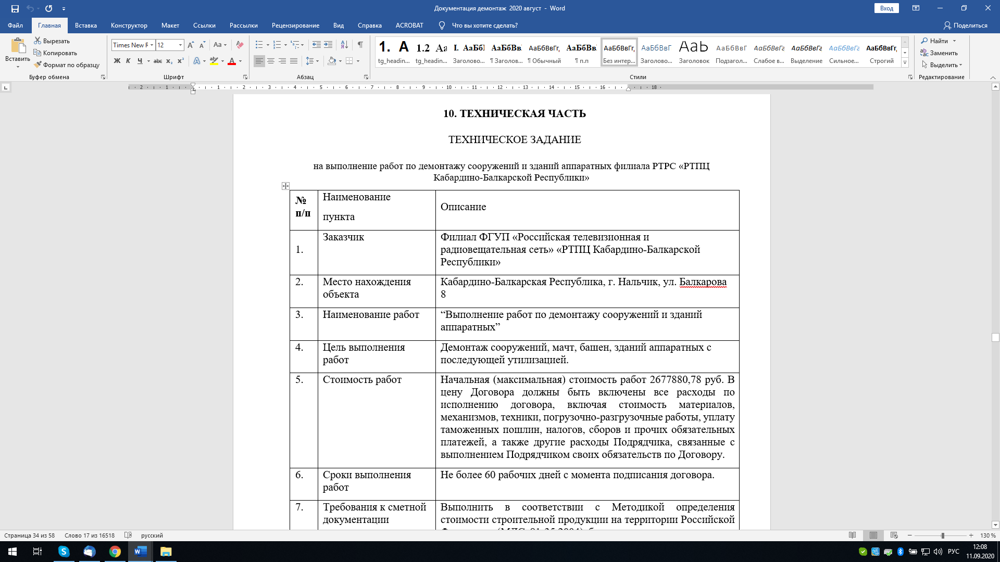 Документация демонтаж 2020 август - Word
Вход
Файл Главная Вставка Конструктор Макет Ссылки Рассылки Рецензирование Вид Справка ACROBAT Что вы хотите сделать? Поделиться
Вставить
Вырезать
Копировать
Формат по образцу
Буфер обмена
Times New R 12
Шрифт
Абзац
tg_headin... tg_headin... Заголово... ¶ Заголов... ¶ Обычный ¶ п.п Без интер... Заголово... Заголовок Подзагол... Слабое в... Выделение Сильное... Строгий
Стили
Найти
Заменить
Выделить
Редактирование
10. ТЕХНИЧЕСКАЯ ЧАСТЬ
ТЕХНИЧЕСКОЕ ЗАДАНИЕ
на выполнение работ по демонтажу сооружений и зданий аппаратных филиала РТРС «РТПЦ
Кабардино-Балкарской Республики»
№
п/п
Наименование
пункта
Описание
1.
Заказчик
Филиал ФГУП «Российская телевизионная и
радиовещательная сеть» «РТПЦ Кабардино-Балкарской
Республики»
2.
Место нахождения
объекта
Кабардино-Балкарская Республика, г. Нальчик, ул. Балкарова
8
3.
Наименование работ
“Выполнение работ по демонтажу сооружений и зданий
аппаратных”
4.
Цель выполнения
работ
Демонтаж сооружений, мачт, башен, зданий аппаратных с
последующей утилизацией.
5.
Стоимость работ
Начальная (максимальная) стоимость работ 2677880,78 руб. В
цену Договора должны быть включены все расходы по
исполнению договора, включая стоимость материалов,
механизмов, техники, погрузочно-разгрузочные работы, уплату
таможенных пошлин, налогов, сборов и прочих обязательных
платежей, а также другие расходы Подрядчика, связанные с
выполнением Подрядчиком своих обязательств по Договору.
6.
Сроки выполнения
работ
Не более 60 рабочих дней с момента подписания договора.
7.
Требования к сметной
документации
Выполнить в соответствии с Методикой определения
стоимости строительной продукции на территории Российской
Страница 34 из 58 Слово 17 из 16518 русский
130 %
РУС
12:08
11.09.2020